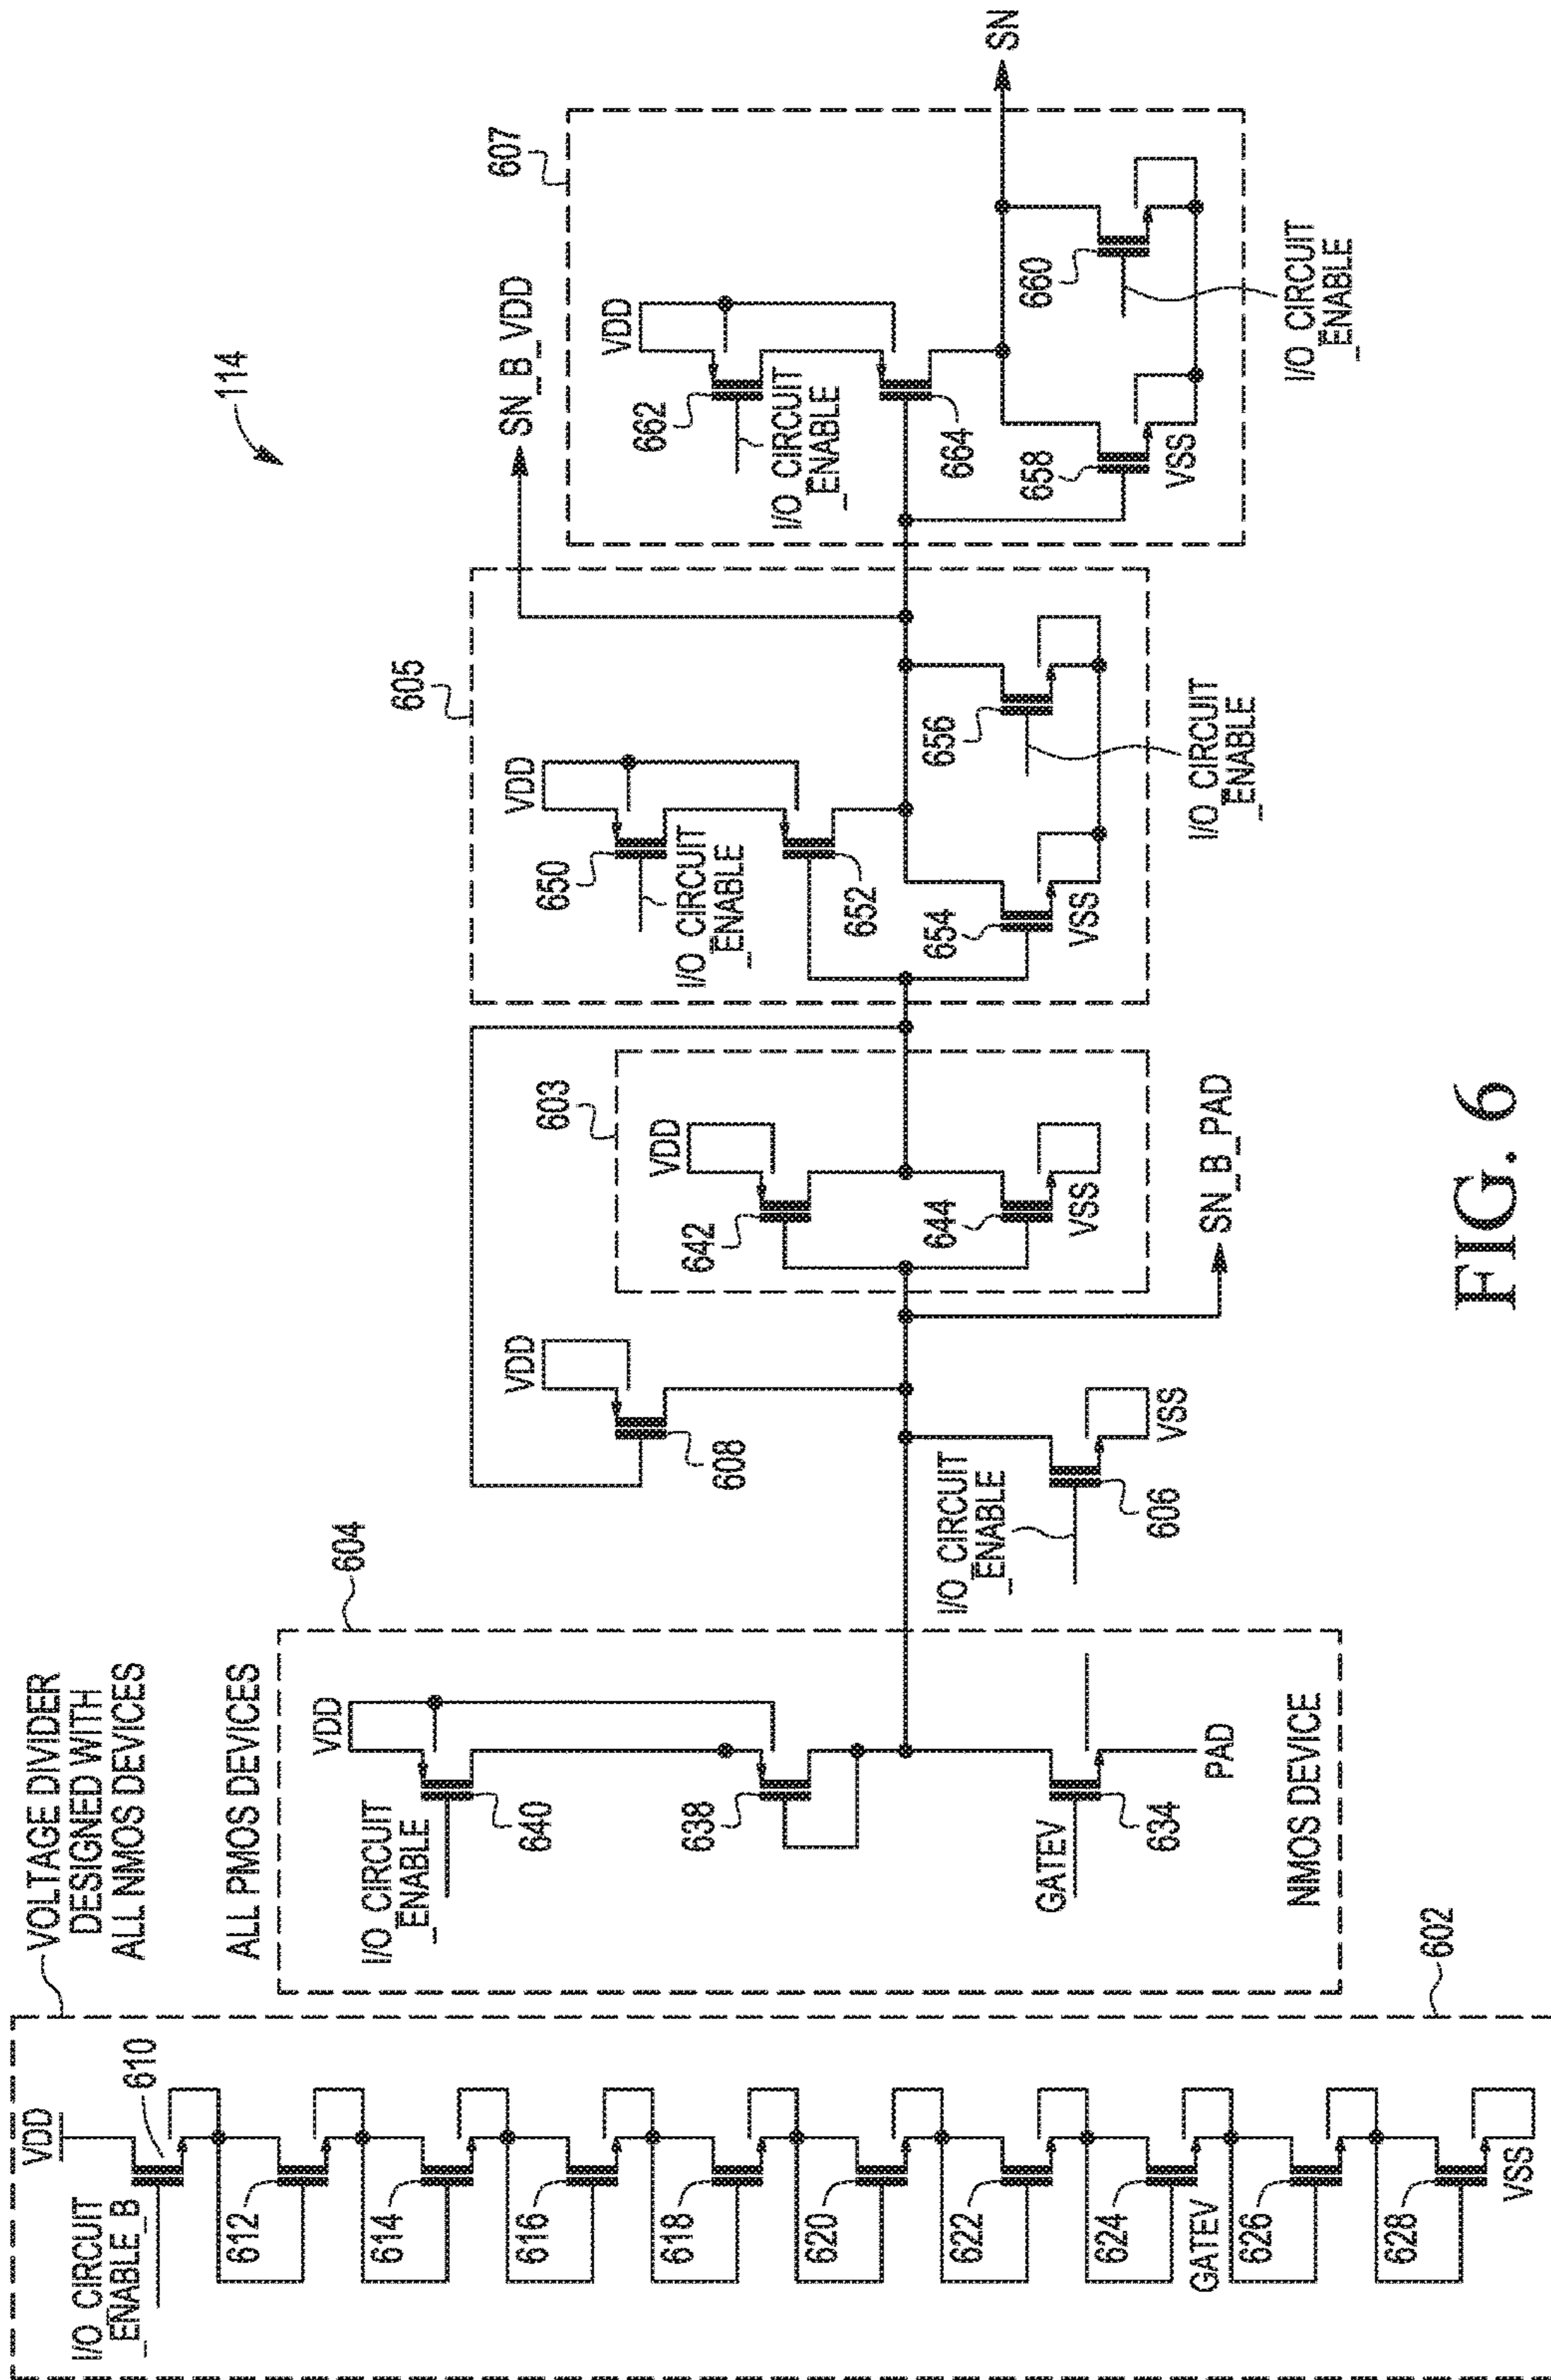 114
VOLTAGE DIVIDER
DESIGNED WITH
ALL NMOS DEVICES
ALL PMOS DEVICES
604
VDD
610
I/O CIRCUIT
_ENABLE_B
612
614
616
618
620
622
624
GATEV
626
628
VSS
602
VDD
I/O CIRCUIT
_ENABLE
640
638
GATEV
634
PAD
NMOS DEVICE
VDD
608
I/O CIRCUIT
_ENABLE
606
VSS
603
VDD
642
644
VSS
SN_B_PAD
605
VDD
650
I/O CIRCUIT
_ENABLE
652
654
VSS
656
I/O CIRCUIT
_ENABLE
SN_B_VDD
607
VDD
662
I/O CIRCUIT
_ENABLE
664
658
VSS
660
I/O CIRCUIT
_ENABLE
SN
FIG. 6